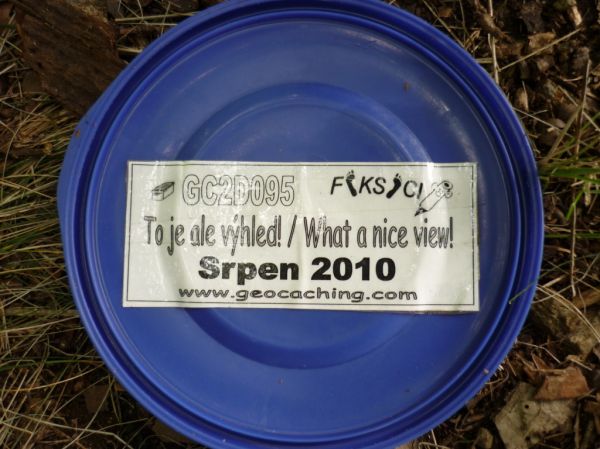 GC2D095 FIKSICI
To je ale výhled! / What a nice view!
Srpen 2010
www.geocaching.com